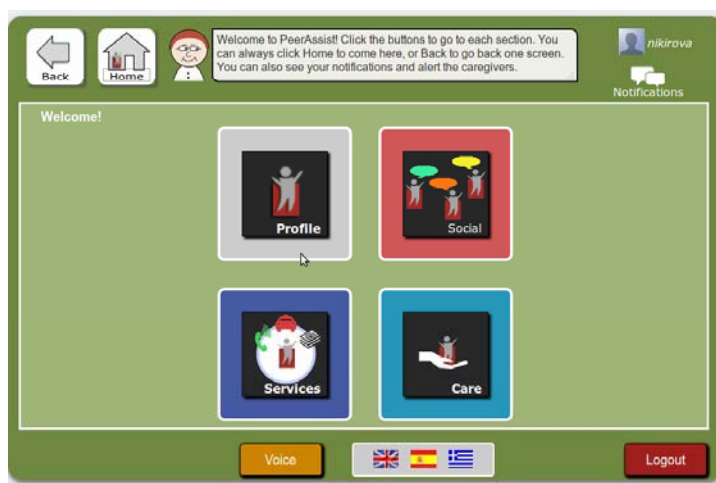 Back
Home
Welcome to PeerAssist! Click the buttons to go to each section. You
can always click Home to come here, or Back to go back one screen.
You can also see your notifications and alert the caregivers.
nikirova
Notifications
Welcome!
Profile
Social
Services
Care
Voice
Logout